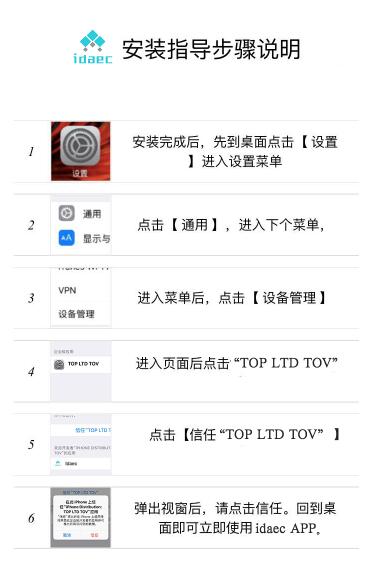 idaec
安装指导步骤说明
1
设置
安装完成后，先到桌面点击【 设置
】进入设置菜单
2
通用
显示与
点击【 通用 】，进入下个菜单，
3
VPN
设备管理
进入菜单后，点击【 设备管理 】
4
TOP LTD TOV
进入页面后点击“TOP LTD TOV”
5
信任“TOP LTD T
Idaec
点击【信任“TOP LTD TOV” 】
6
在此 iPhone 上信
任“iPhone Distribution:
TOP LTD TOV”应用
取消
信任
弹出视窗后，请点击信任。回到桌
面即可立即使用 idaec APP。